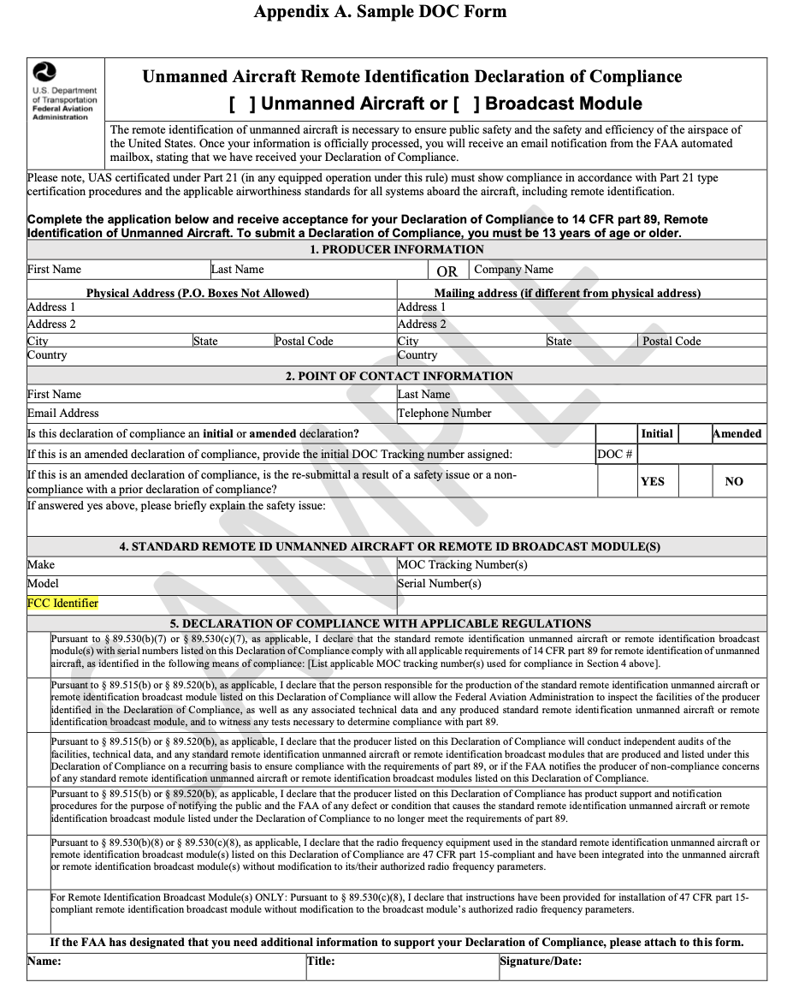 Appendix A. Sample DOC Form
U.S. Department
of Transportation
Federal Aviation
Administration
Unmanned Aircraft Remote Identification Declaration of Compliance
[ ] Unmanned Aircraft or [ ] Broadcast Module
The remote identification of unmanned aircraft is necessary to ensure public safety and the safety and efficiency of the airspace of
the United States. Once your information is officially processed, you will receive an email notification from the FAA automated
mailbox, stating that we have received your Declaration of Compliance.
Please note, UAS certificated under Part 21 (in any equipped operation under this rule) must show compliance in accordance with Part 21 type
certification procedures and the applicable airworthiness standards for all systems aboard the aircraft, including remote identification.
Complete the application below and receive acceptance for your Declaration of Compliance to 14 CFR part 89, Remote
Identification of Unmanned Aircraft. To submit a Declaration of Compliance, you must be 13 years of age or older.
1. PRODUCER INFORMATION
First Name Last Name OR Company Name
Physical Address (P.O. Boxes Not Allowed) Mailing address (if different from physical address)
Address 1 Address 1
Address 2 Address 2
City State Postal Code City State Postal Code
Country Country
2. POINT OF CONTACT INFORMATION
First Name Last Name
Email Address Telephone Number
Is this declaration of compliance an initial or amended declaration? Initial Amended
If this is an amended declaration of compliance, provide the initial DOC Tracking number assigned: DOC #
If this is an amended declaration of compliance, is the re-submittal a result of a safety issue or a non-
compliance with a prior declaration of compliance? YES NO
If answered yes above, please briefly explain the safety issue:
4. STANDARD REMOTE ID UNMANNED AIRCRAFT OR REMOTE ID BROADCAST MODULE(S)
Make MOC Tracking Number(s)
Model Serial Number(s)
FCC Identifier
5. DECLARATION OF COMPLIANCE WITH APPLICABLE REGULATIONS
Pursuant to § 89.530(b)(7) or § 89.530(c)(7), as applicable, I declare that the standard remote identification unmanned aircraft or remote identification broadcast
module(s) with serial numbers listed on this Declaration of Compliance comply with all applicable requirements of 14 CFR part 89 for remote identification of unmanned
aircraft, as identified in the following means of compliance: [List applicable MOC tracking number(s) used for compliance in Section 4 above].
Pursuant to § 89.515(b) or § 89.520(b), as applicable, I declare that the person responsible for the production of the standard remote identification unmanned aircraft or
remote identification broadcast module listed on this Declaration of Compliance will allow the Federal Aviation Administration to inspect the facilities of the producer
identified in the Declaration of Compliance, as well as any associated technical data and any produced standard remote identification unmanned aircraft or remote
identification broadcast module, and to witness any tests necessary to determine compliance with part 89.
Pursuant to § 89.515(b) or § 89.520(b), as applicable, I declare that the producer listed on this Declaration of Compliance will conduct independent audits of the
facilities, technical data, and any standard remote identification unmanned aircraft or remote identification broadcast modules that are produced and listed under this
Declaration of Compliance on a recurring basis to ensure compliance with the requirements of part 89, or if the FAA notifies the producer of non-compliance concerns
of any standard remote identification unmanned aircraft or remote identification broadcast modules listed on this Declaration of Compliance.
Pursuant to § 89.515(b) or § 89.520(b), as applicable, I declare that the producer listed on this Declaration of Compliance has product support and notification
procedures for the purpose of notifying the public and the FAA of any defect or condition that causes the standard remote identification unmanned aircraft or remote
identification broadcast module listed under the Declaration of Compliance to no longer meet the requirements of part 89.
Pursuant to § 89.530(b)(8) or § 89.530(c)(8), as applicable, I declare that the radio frequency equipment used in the standard remote identification unmanned aircraft or
remote identification broadcast module(s) listed on this Declaration of Compliance are 47 CFR part 15-compliant and have been integrated into the unmanned aircraft
or remote identification broadcast module(s) without modification to its/their authorized radio frequency parameters.
For Remote Identification Broadcast Module(s) ONLY: Pursuant to § 89.530(c)(8), I declare that instructions have been provided for installation of 47 CFR part 15-
compliant remote identification broadcast module without modification to the broadcast module's authorized radio frequency parameters.
If the FAA has designated that you need additional information to support your Declaration of Compliance, please attach to this form.
Name: Title: Signature/Date:
SAMPLE